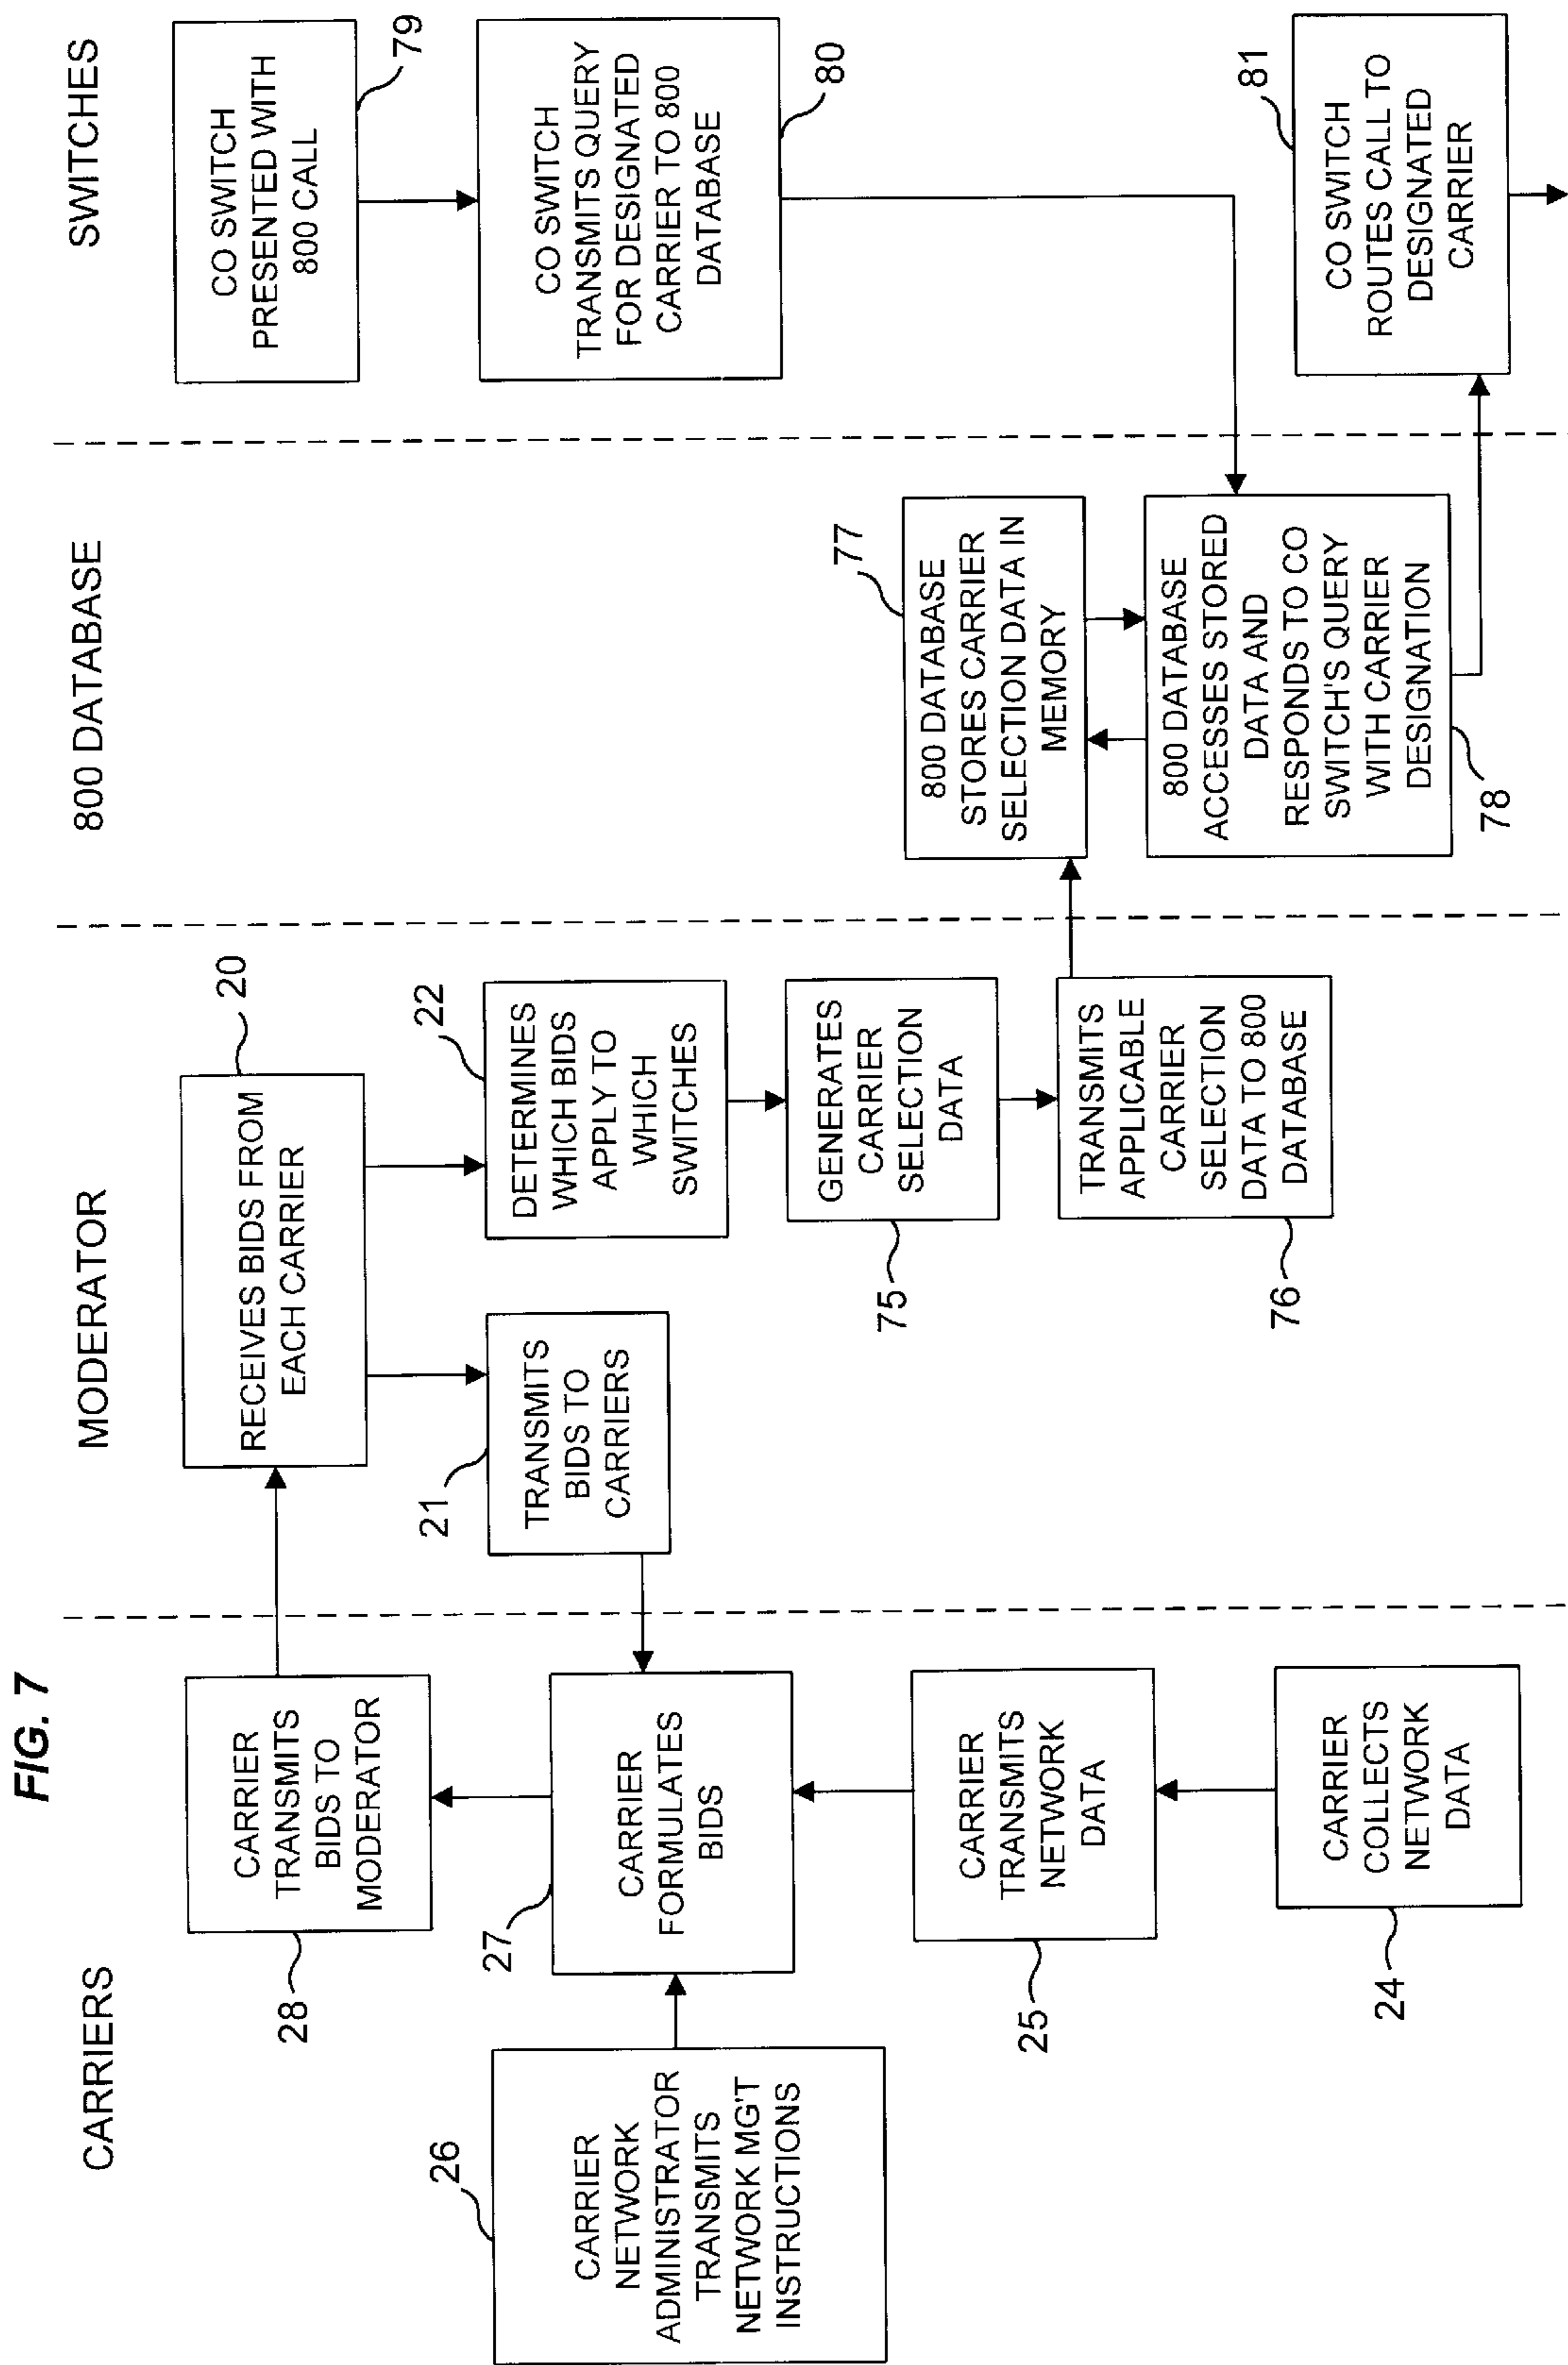 FIG. 7
CARRIERS
CARRIER
TRANSMITS
BIDS TO
MODERATOR
28
CARRIER
NETWORK
ADMINISTRATOR
TRANSMITS
NETWORK MG'T
INSTRUCTIONS
26
CARRIER
FORMULATES
BIDS
27
CARRIER
TRANSMITS
NETWORK
DATA
25
CARRIER
COLLECTS
NETWORK
DATA
24
MODERATOR
RECEIVES BIDS FROM
EACH CARRIER
20
TRANSMITS
BIDS TO
CARRIERS
21
DETERMINES
WHICH BIDS
APPLY TO
WHICH
SWITCHES
22
GENERATES
CARRIER
SELECTION
DATA
75
TRANSMITS
APPLICABLE
CARRIER
SELECTION
DATA TO 800
DATABASE
76
800 DATABASE
800 DATABASE
STORES CARRIER
SELECTION DATA IN
MEMORY
77
800 DATABASE
ACCESSES STORED
DATA AND
RESPONDS TO CO
SWITCH'S QUERY
WITH CARRIER
DESIGNATION
78
SWITCHES
CO SWITCH
PRESENTED WITH
800 CALL
79
CO SWITCH
TRANSMITS QUERY
FOR DESIGNATED
CARRIER TO 800
DATABASE
80
CO SWITCH
ROUTES CALL TO
DESIGNATED
CARRIER
81